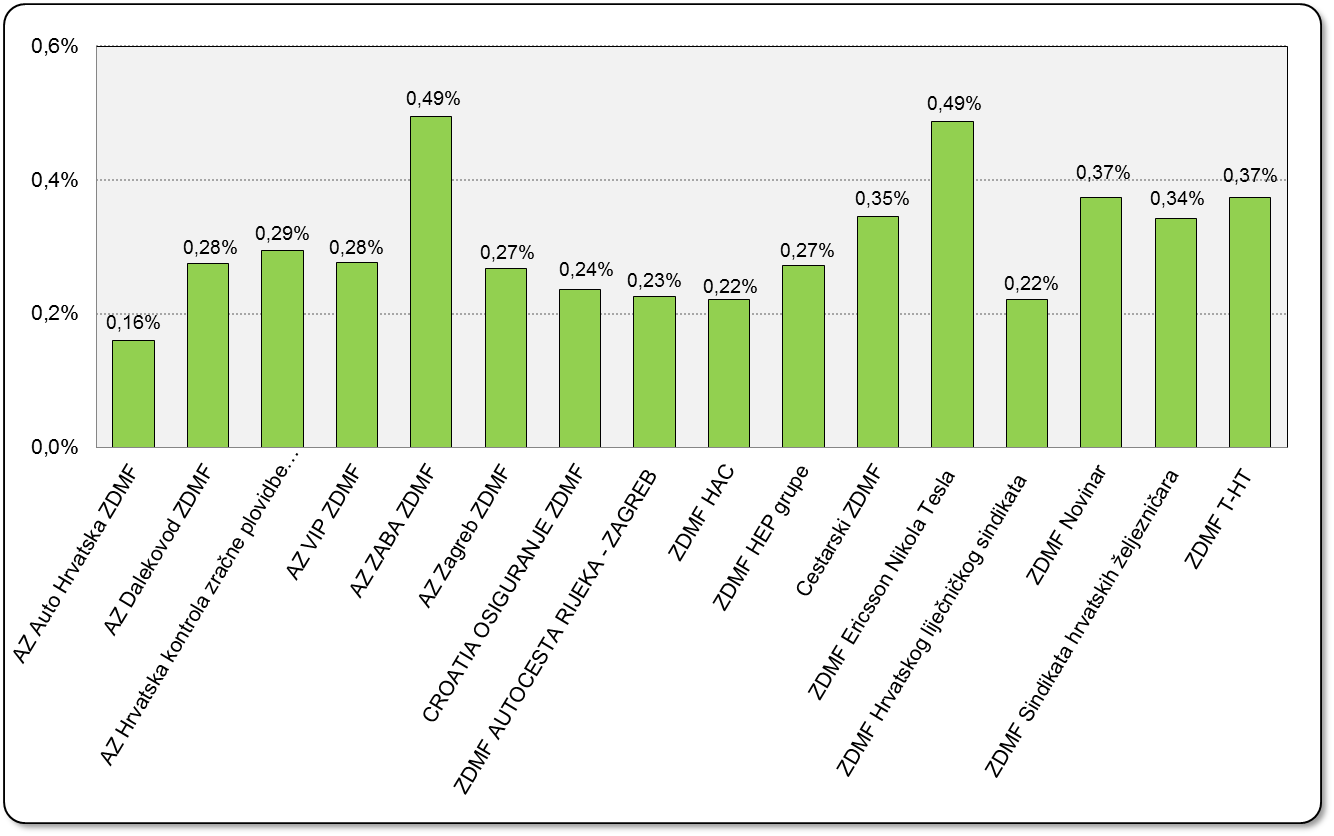 0,6%
0,4%
0,2%
0,0%
0,16%
0,28%
0,29%
0,28%
0,49%
0,27%
0,24%
0,23%
0,22%
0,27%
0,35%
0,49%
0,22%
0,37%
0,34%
0,37%
AZ Auto Hrvatska ZDMF
AZ Dalekovod ZDMF
AZ Hrvatska kontrola zračne plovidbe…
AZ VIP ZDMF
AZ ZABA ZDMF
AZ Zagreb ZDMF
CROATIA OSIGURANJE ZDMF
ZDMF AUTOCESTA RIJEKA - ZAGREB
ZDMF HAC
ZDMF HEP grupe
Cestarski ZDMF
ZDMF Ericsson Nikola Tesla
ZDMF Hrvatskog liječničkog sindikata
ZDMF Novinar
ZDMF Sindikata hrvatskih željezničara
ZDMF T-HT